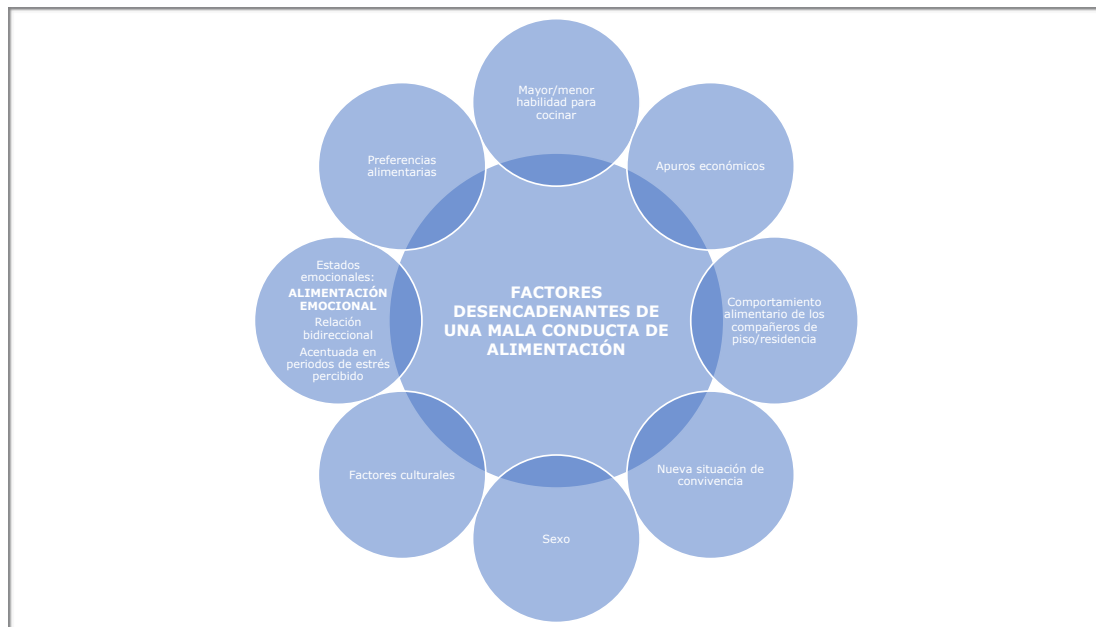 Mayor/menor
habilidad para
cocinar
Preferencias
alimentarias
Apuros económicos
Estados
emocionales:
ALIMENTACIÓN
EMOCIONAL
Relación
bidireccional
Acentuada en
periodos de estrés
percibido
FACTORES
DESENCADENANTES DE
UNA MALA CONDUCTA DE
ALIMENTACIÓN
Comportamiento
alimentario de los
compañeros de
piso/residencia
Factores culturales
Nueva situación de
convivencia
Sexo